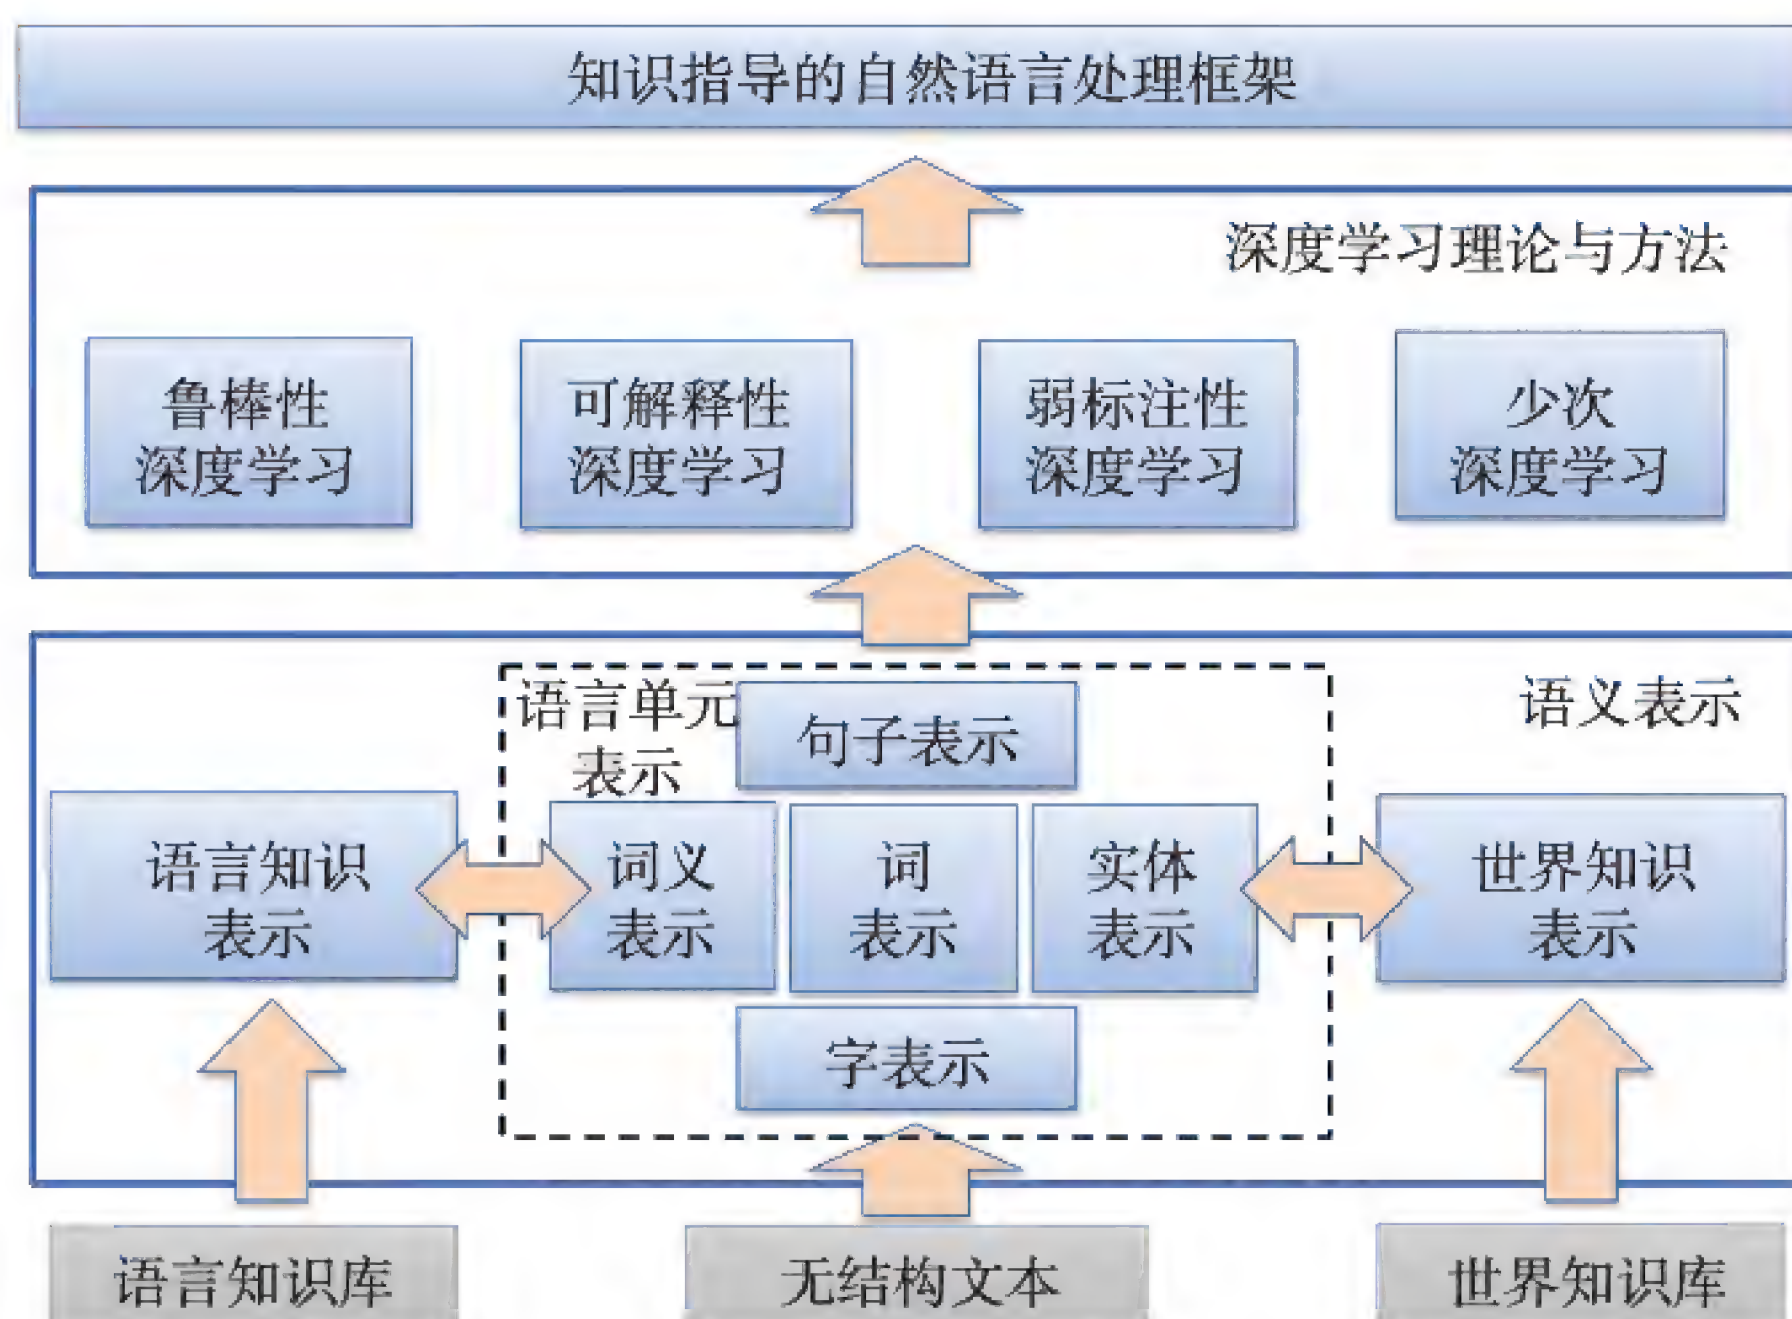 知识指导的自然语言处理框架
深度学习理论与方法
鲁棒性
深度学习
可解释性
深度学习
弱标注性
深度学习
少次
深度学习
语义表示
语言单元
表示
句子表示
语言知识
表示
词义
表示
词
表示
实体
表示
世界知识
表示
字表示
语言知识库
无结构文本
世界知识库